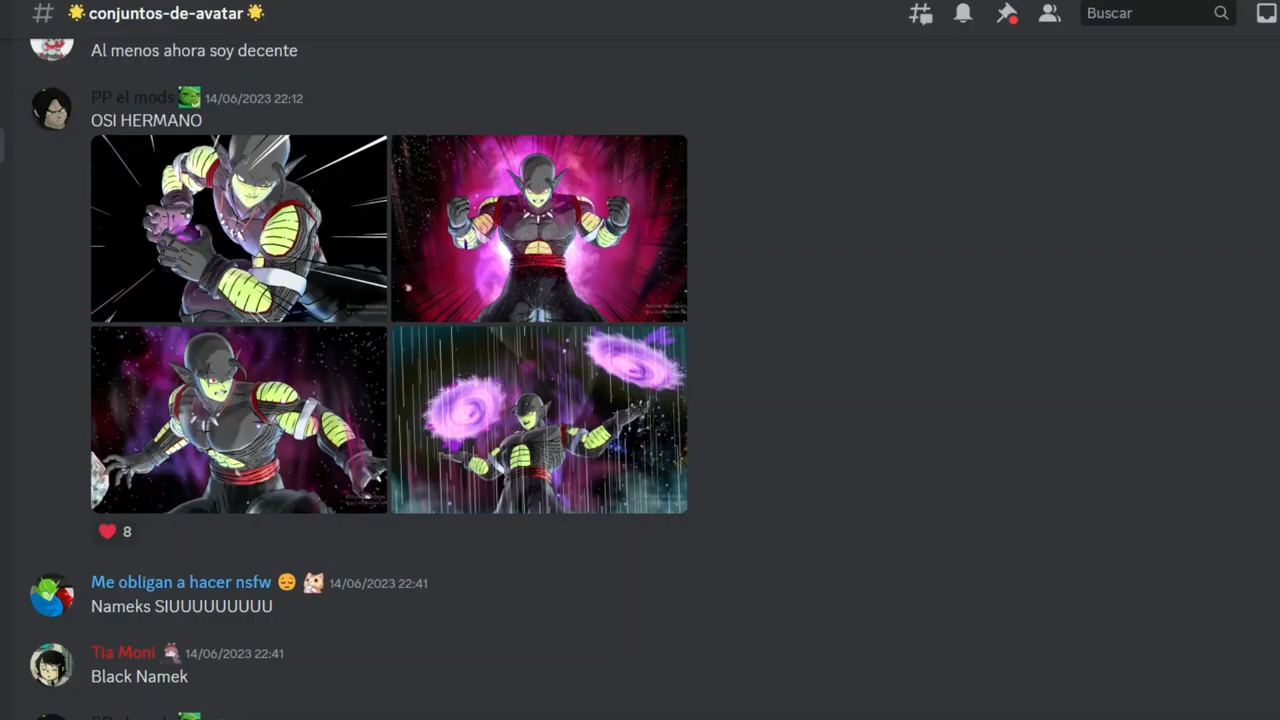 🌟 conjuntos-de-avatar 🌟
Buscar
Al menos ahora soy decente
PP el mods 14/06/2023 22:12
OSI HERMANO
8
Me obligan a hacer nsfw 😔 14/06/2023 22:41
Nameks SIUUUUUUUUU
Tia Moni 14/06/2023 22:41
Black Namek